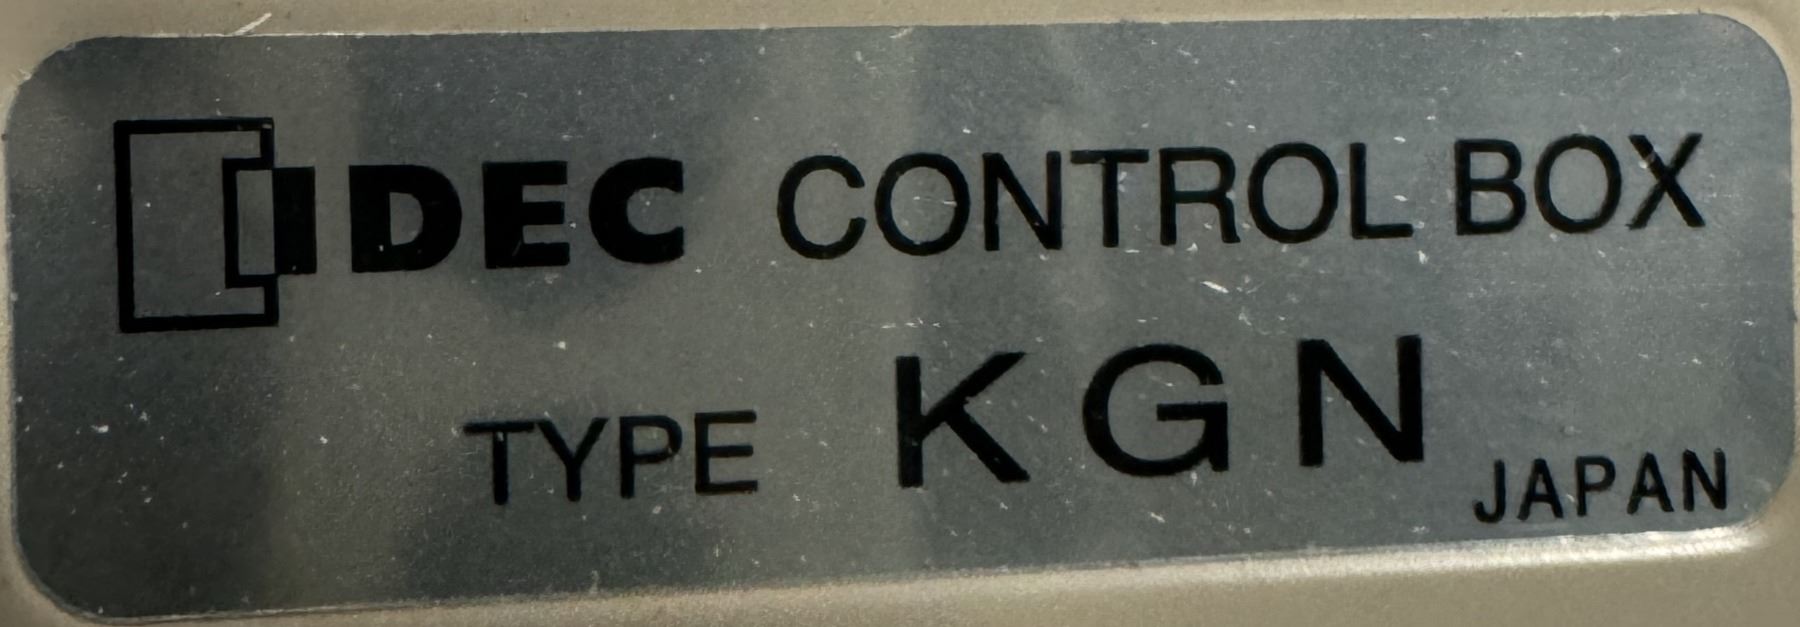 IDEC CONTROL BOX
TYPE KGN
JAPAN